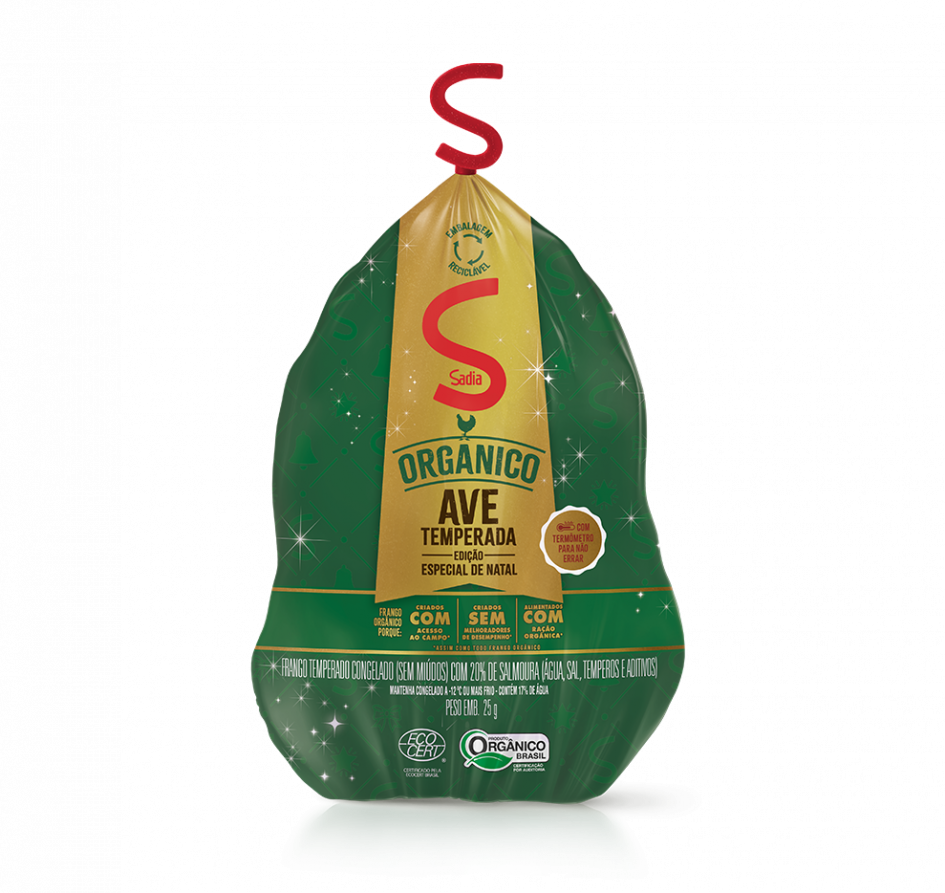 EMBALAGEM
RECICLÁVEL
S
Sadia
ORGÂNICO
AVE
TEMPERADA
EDIÇÃO
ESPECIAL DE NATAL
COM
TERMÔMETRO
PARA NÃO
ERRAR
FRANGO
ORGÂNICO
PORQUE:
CRIADOS
COM
ACESSO
AO CAMPO*
CRIADOS
SEM
MELHORADORES
DE DESEMPENHO*
ALIMENTADOS
COM
RAÇÃO
ORGÂNICA*
*ASSIM COMO TODO FRANGO ORGÂNICO
FRANGO TEMPERADO CONGELADO (SEM MIÚDOS) COM 20% DE SALMOURA (ÁGUA, SAL, TEMPEROS E ADITIVOS)
MANTENHA CONGELADO A -12 °C OU MAIS FRIO - CONTÉM 17% DE ÁGUA
PESO EMB. 25 g
ECO
CERT
®
CERTIFICADO PELA
ECOCERT BRASIL
PRODUTO
ORGÂNICO
BRASIL
CERTIFICAÇÃO
POR AUDITORIA